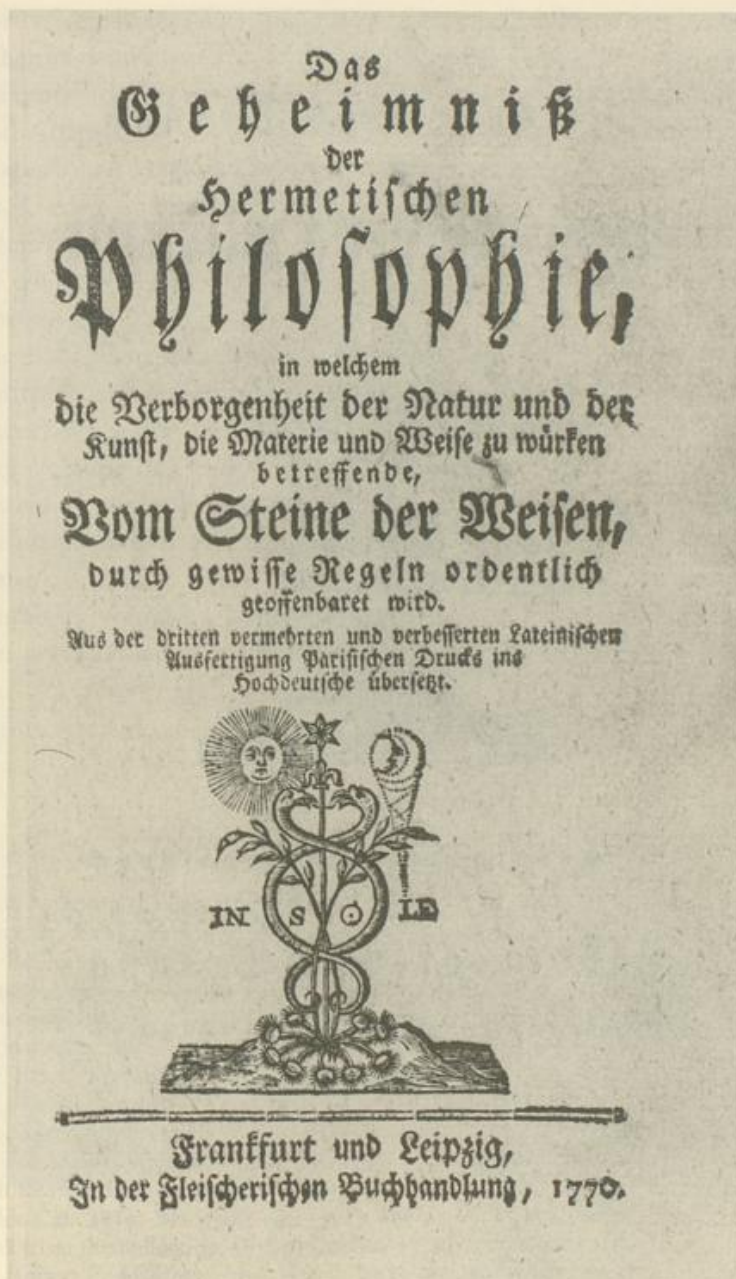 Das
Geheimniß
der
Hermetischen
Philosophie,
in welchem
die Verborgenheit der Natur und der
Kunst, die Materie und Weise zu würken
betreffende,
Vom Steine der Weisen,
durch gewisse Regeln ordentlich
geoffenbaret wird.
Aus der dritten vermehrten und verbesserten Lateinischen
Ausfertigung Parisischen Drucks ins
Hochdeutsche übersetzt.
IN S O LE
Frankfurt und Leipzig,
In der Fleischerischen Buchhandlung, 1770.